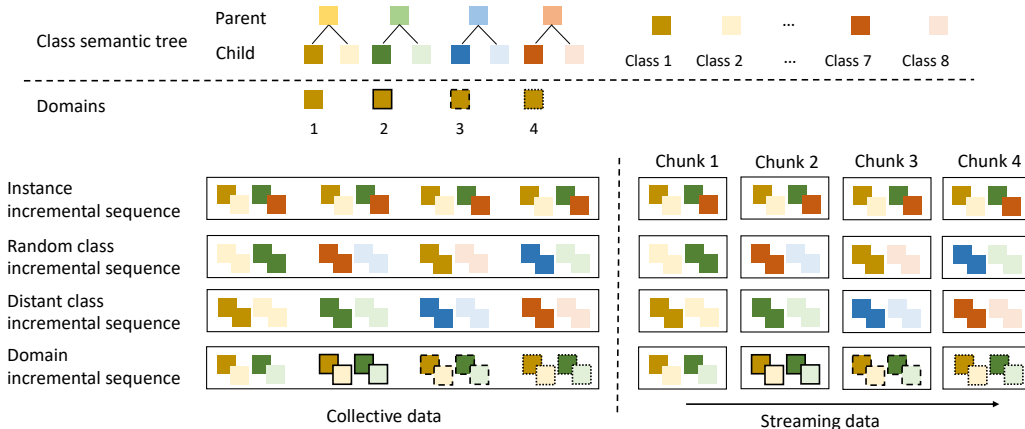 Class semantic tree
Parent
Child
Class 1 Class 2 ... Class 7 Class 8
...
Domains
1 2 3 4
Chunk 1 Chunk 2 Chunk 3 Chunk 4
Instance
incremental sequence
Random class
incremental sequence
Distant class
incremental sequence
Domain
incremental sequence
Collective data
Streaming data